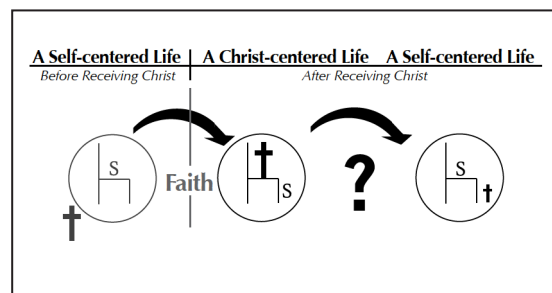 A Self-centered Life A Christ-centered Life A Self-centered Life
Before Receiving Christ After Receiving Christ
S
Faith
S
?
S